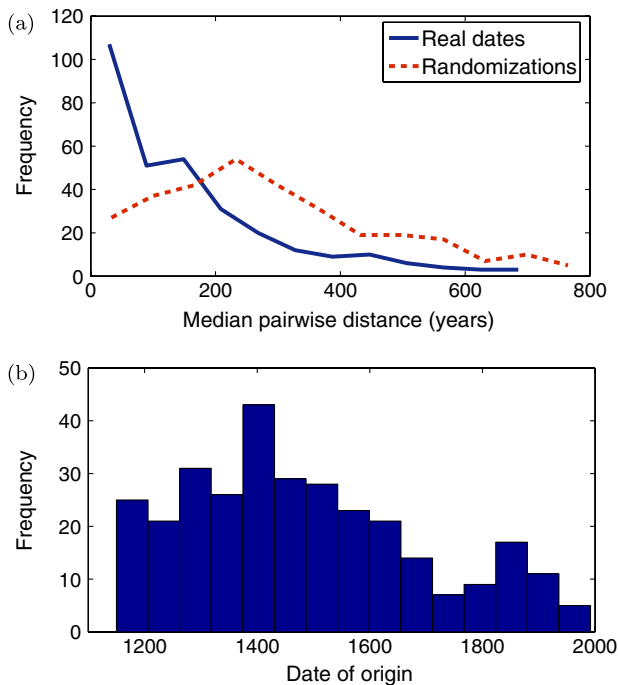 (a)
120
100
80
60
40
20
0
Frequency
Real dates
Randomizations
0 200 400 600 800
Median pairwise distance (years)
(b)
50
40
30
20
10
0
Frequency
1200 1400 1600 1800 2000
Date of origin